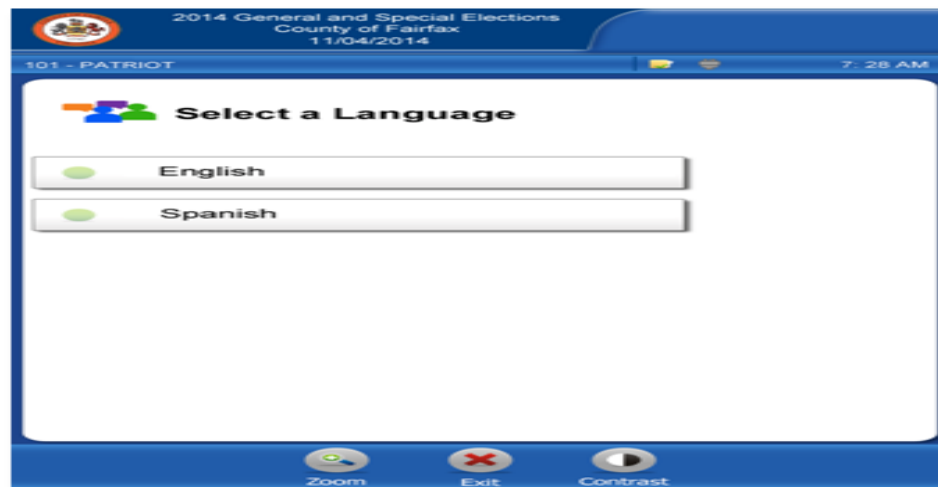 2014 General and Special Elections
County of Fairfax
11/04/2014
101 - PATRIOT 7: 28 AM
Select a Language
English
Spanish
Zoom Exit Contrast